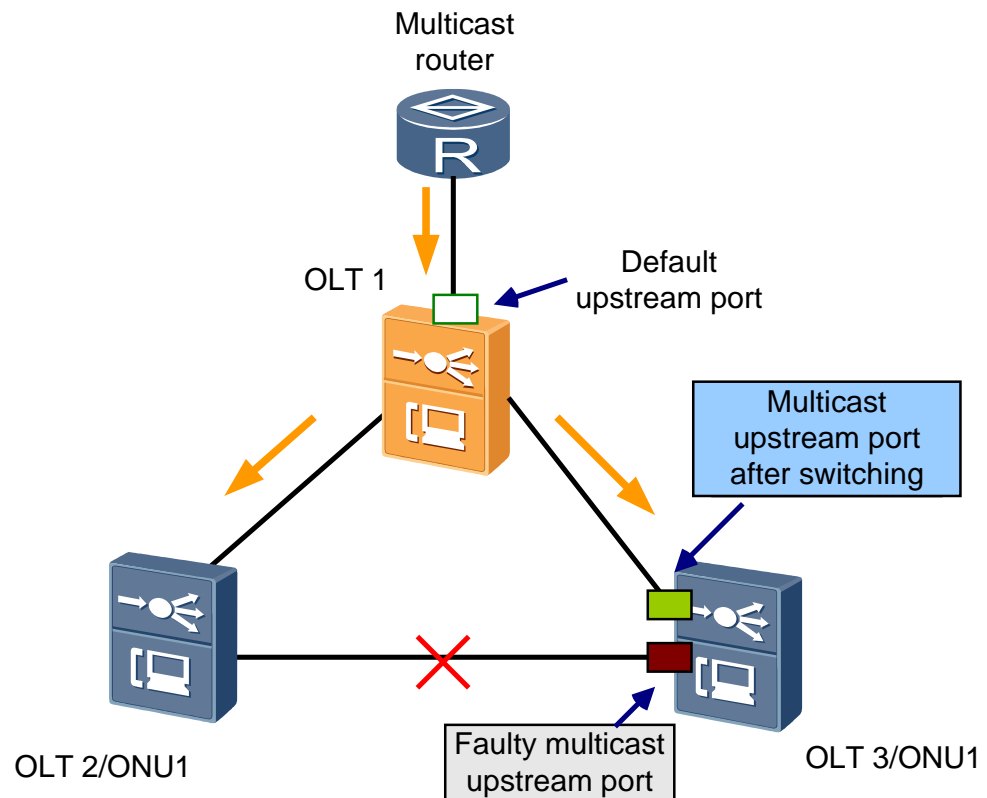 Multicast
router
R
OLT 1
Default
upstream port
Multicast
upstream port
after switching
Faulty multicast
upstream port
OLT 2/ONU1
OLT 3/ONU1